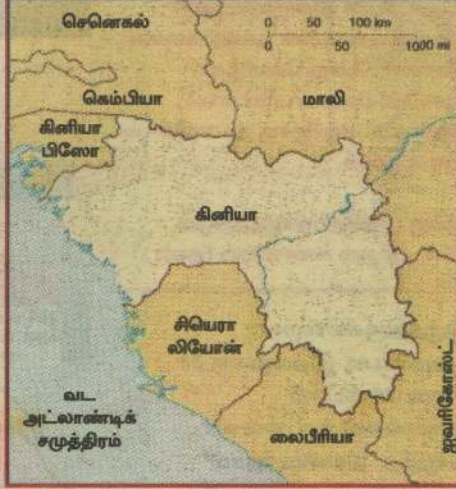 செனெகல்
0 50 100 km
0 50 1000 mi
கெம்பியா
மாலி
கினியா
பிஸோ
கினியா
சியெரா
லியோன்
வட
அட்லாண்டிக்
சமுத்திரம்
லைபீரியா
ஐவரிகோஸ்ட்